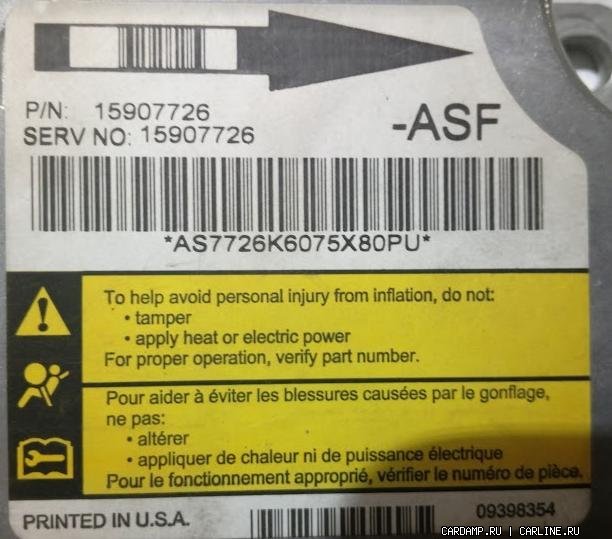 P/N: 15907726
SERV NO: 15907726
-ASF
*AS7726K6075X80PU*
To help avoid personal injury from inflation, do not:
• tamper
• apply heat or electric power
For proper operation, verify part number.
Pour aider à éviter les blessures causées par le gonflage,
ne pas:
• altérer
• appliquer de chaleur ni de puissance électrique
Pour le fonctionnement approprié, vérifier le numéro de pièce.
PRINTED IN U.S.A.
09398354
CARDAMP.RU | CARLINE.RU